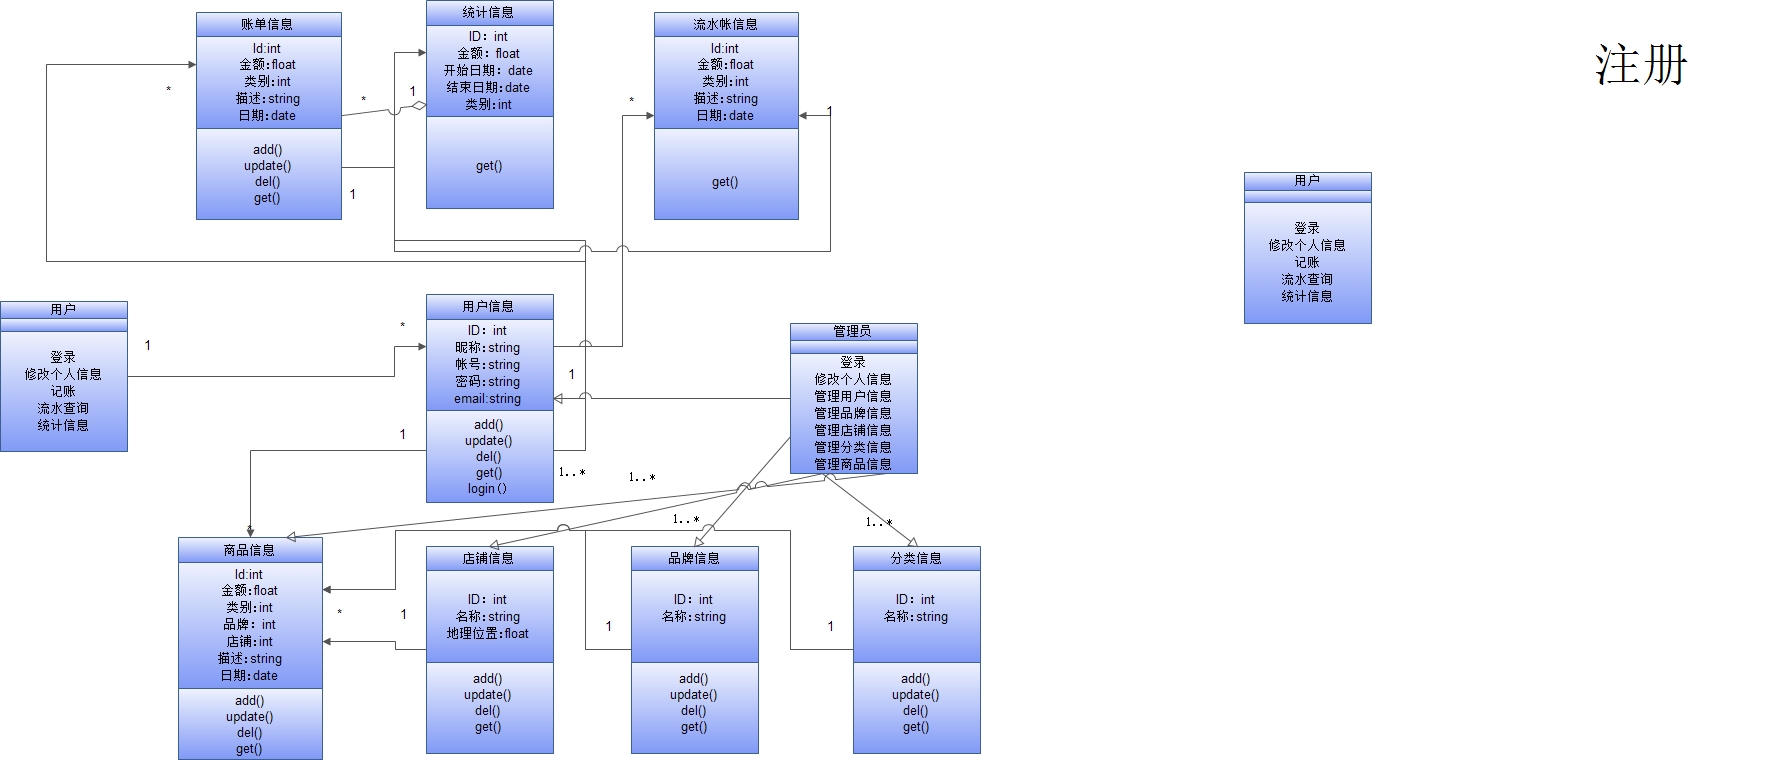 账单信息
Id:int
金额:float
类别:int
描述:string
日期:date
add()
update()
del()
get()
统计信息
ID：int
金额：float
开始日期：date
结束日期:date
类别:int
get()
流水帐信息
Id:int
金额:float
类别:int
描述:string
日期:date
get()
注册
*
*
1
*
1
1
用户
登录
修改个人信息
记账
流水查询
统计信息
用户
登录
修改个人信息
记账
流水查询
统计信息
1
*
用户信息
ID：int
昵称:string
帐号:string
密码:string
email:string
add()
update()
del()
get()
login()
1
1
1..*
管理员
登录
修改个人信息
管理用户信息
管理品牌信息
管理店铺信息
管理分类信息
管理商品信息
1..*
1..*
1..*
*
商品信息
Id:int
金额:float
类别:int
品牌：int
店铺:int
描述:string
日期:date
add()
update()
del()
get()
*
1
店铺信息
ID：int
名称:string
地理位置:float
add()
update()
del()
get()
1
品牌信息
ID：int
名称:string
add()
update()
del()
get()
1
分类信息
ID：int
名称:string
add()
update()
del()
get()